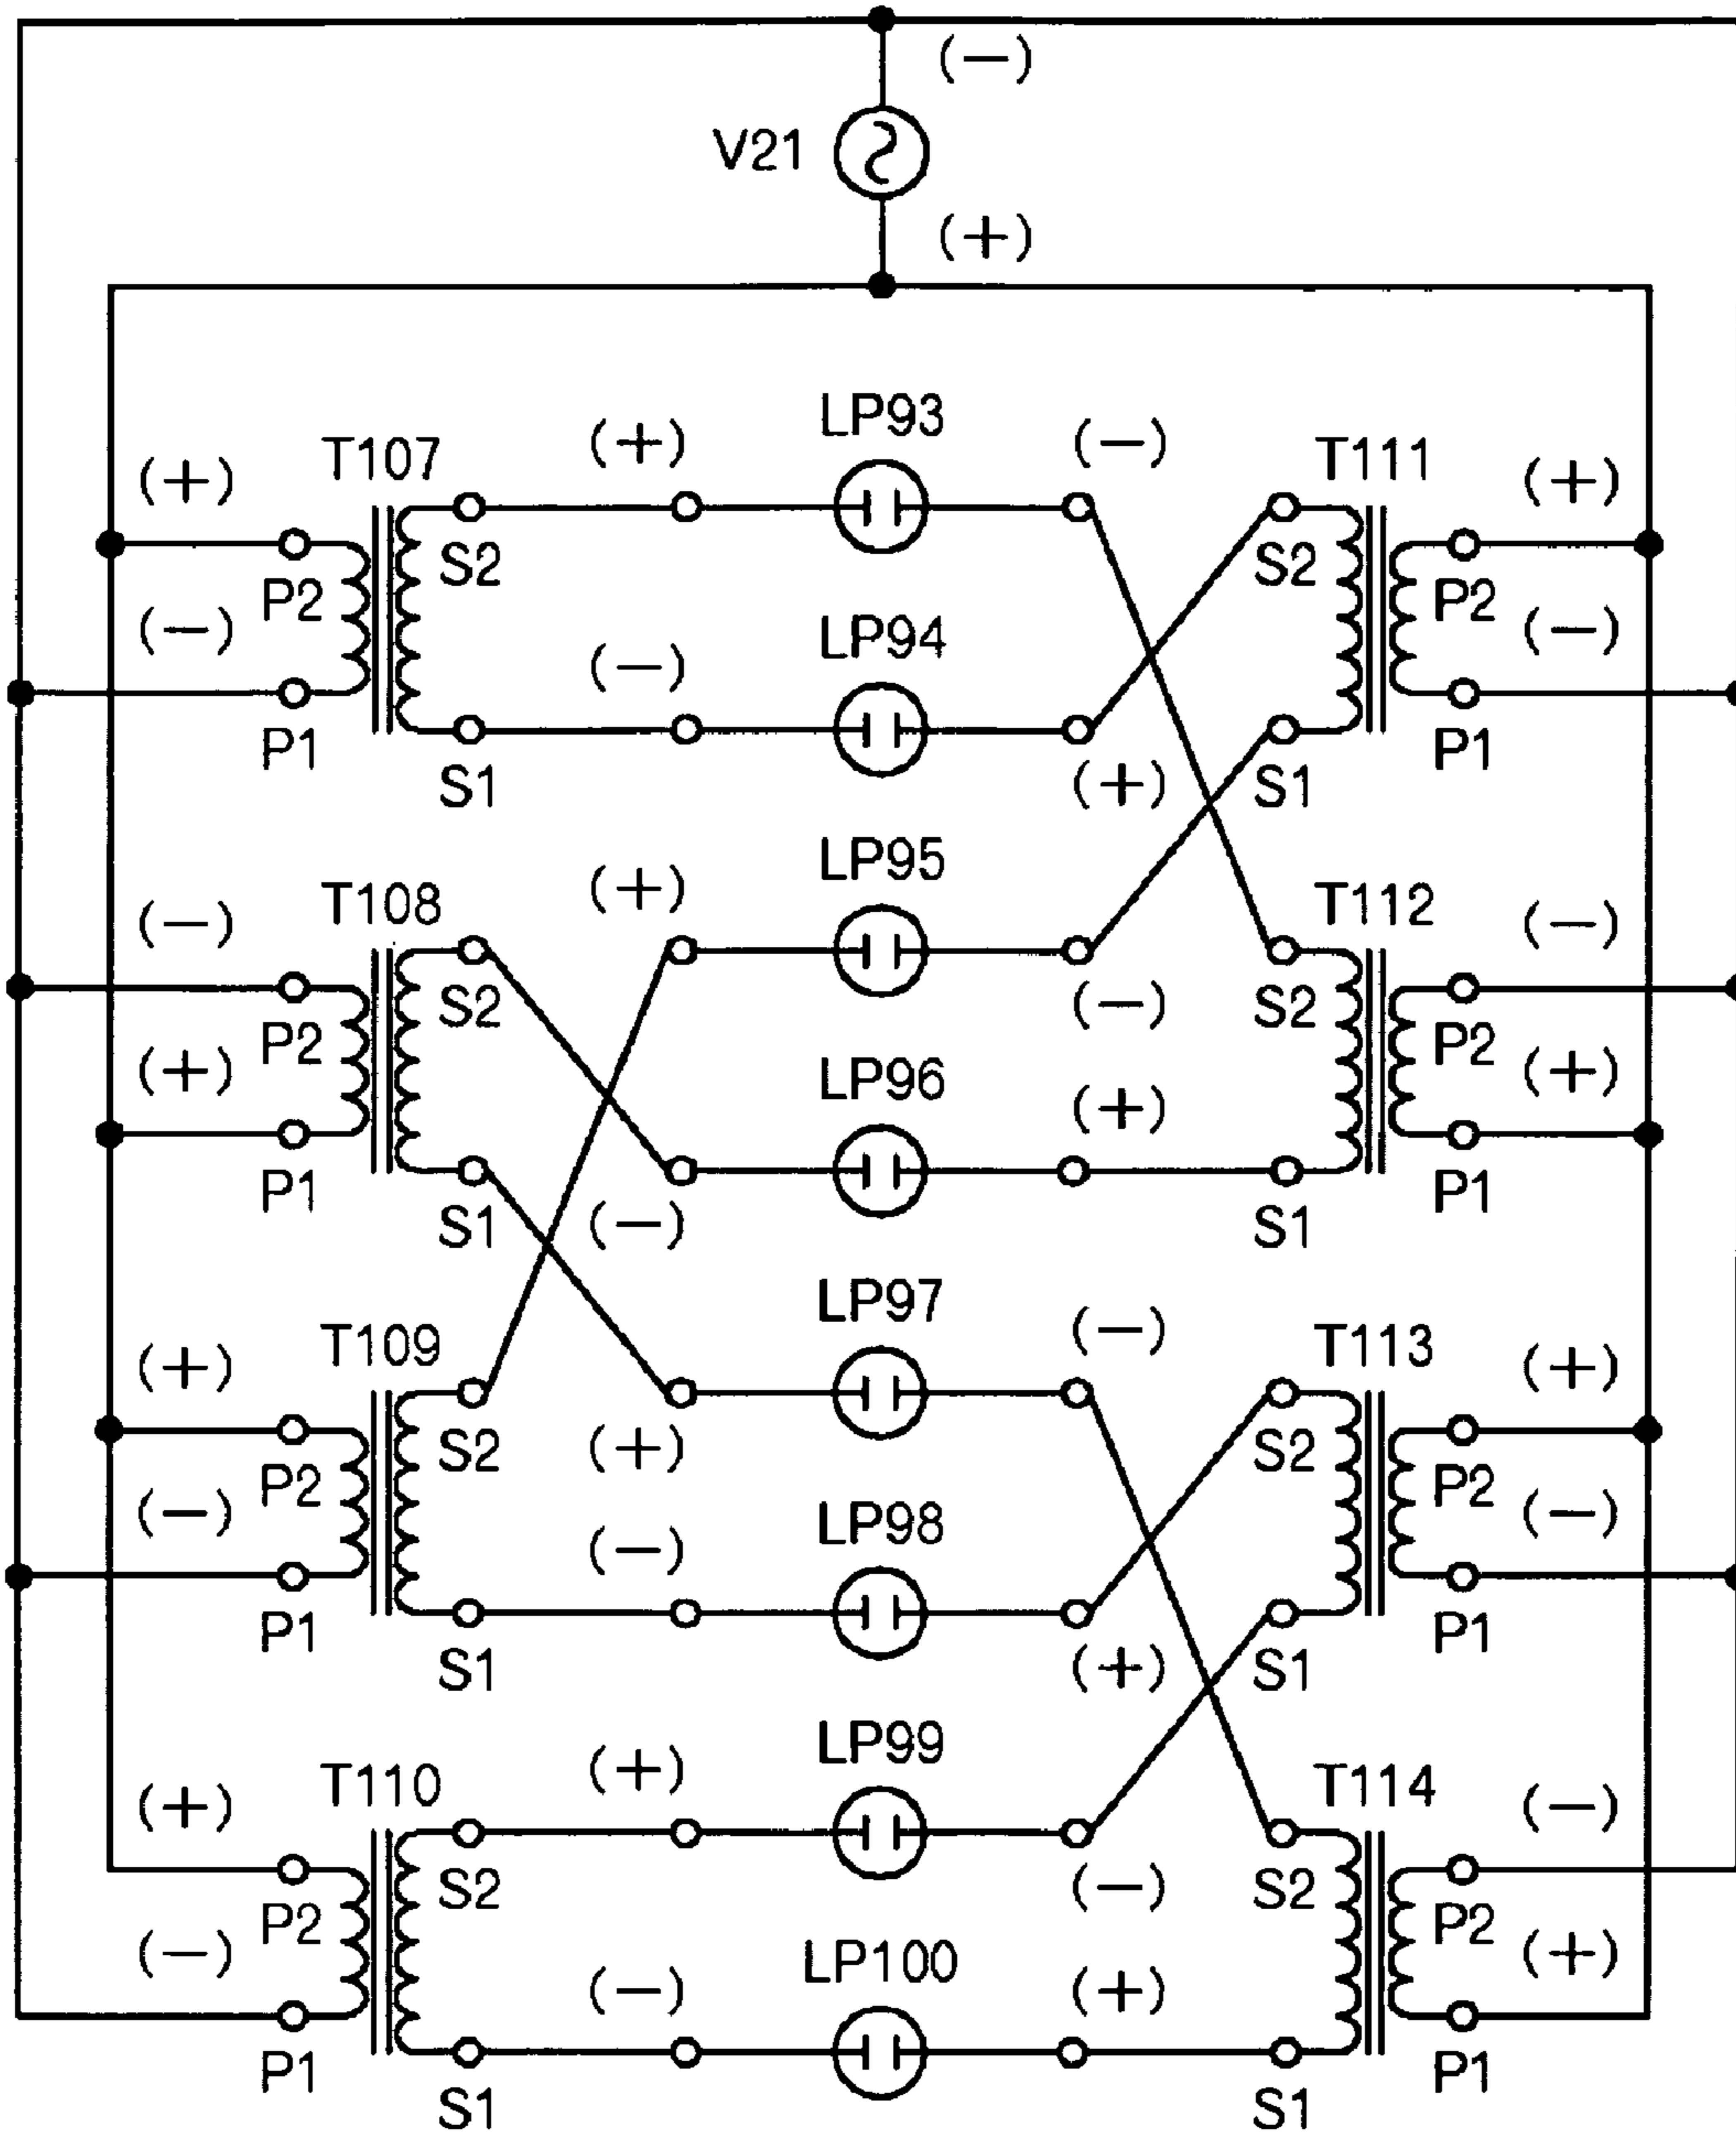 (−)
V21
(+)
LP93
(+) (−)
T107 T111
(+) (+)
S2 S2
P2 P2
(−) (−)
LP94
(−)
P1 P1
S1 (+) S1
LP95
(+)
T108 T112
(−) (−)
S2 (−) S2
P2 P2
(+) (+)
LP96
(+)
P1 P1
S1 (−) S1
LP97
(−)
T109 T113
(+) (+)
S2 (+) S2
P2 P2
(−) (−)
LP98
(−)
P1 P1
S1 (+) S1
LP99
(+)
T110 T114
(+) (−)
S2 (−) S2
P2 P2
(−) (+)
LP100
(−) (+)
P1 P1
S1 S1